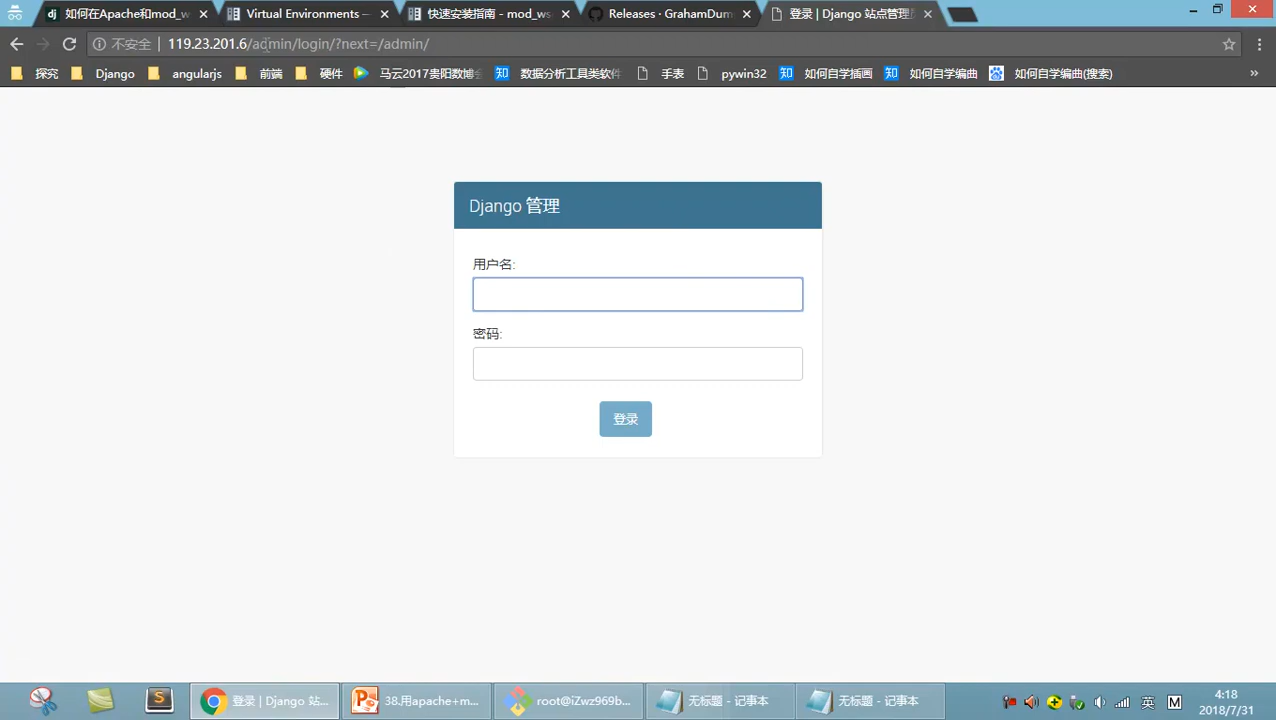 如何在Apache和mod_w
Virtual Environments —
快速安装指南 - mod_ws
Releases · GrahamDum
登录 | Django 站点管理
不安全 119.23.201.6/admin/login/?next=/admin/
探究 Django angularjs 前端 硬件 马云2017贵阳数博会 知 数据分析工具类软件 手表 pywin32 知 如何自学插画 知 如何自学编曲 如何自学编曲(搜索) »
Django 管理
用户名:
密码:
登录
登录 | Django 站... 38.用apache+m... root@iZwz969b... 无标题 - 记事本 无标题 - 记事本 英 M
4:18
2018/7/31